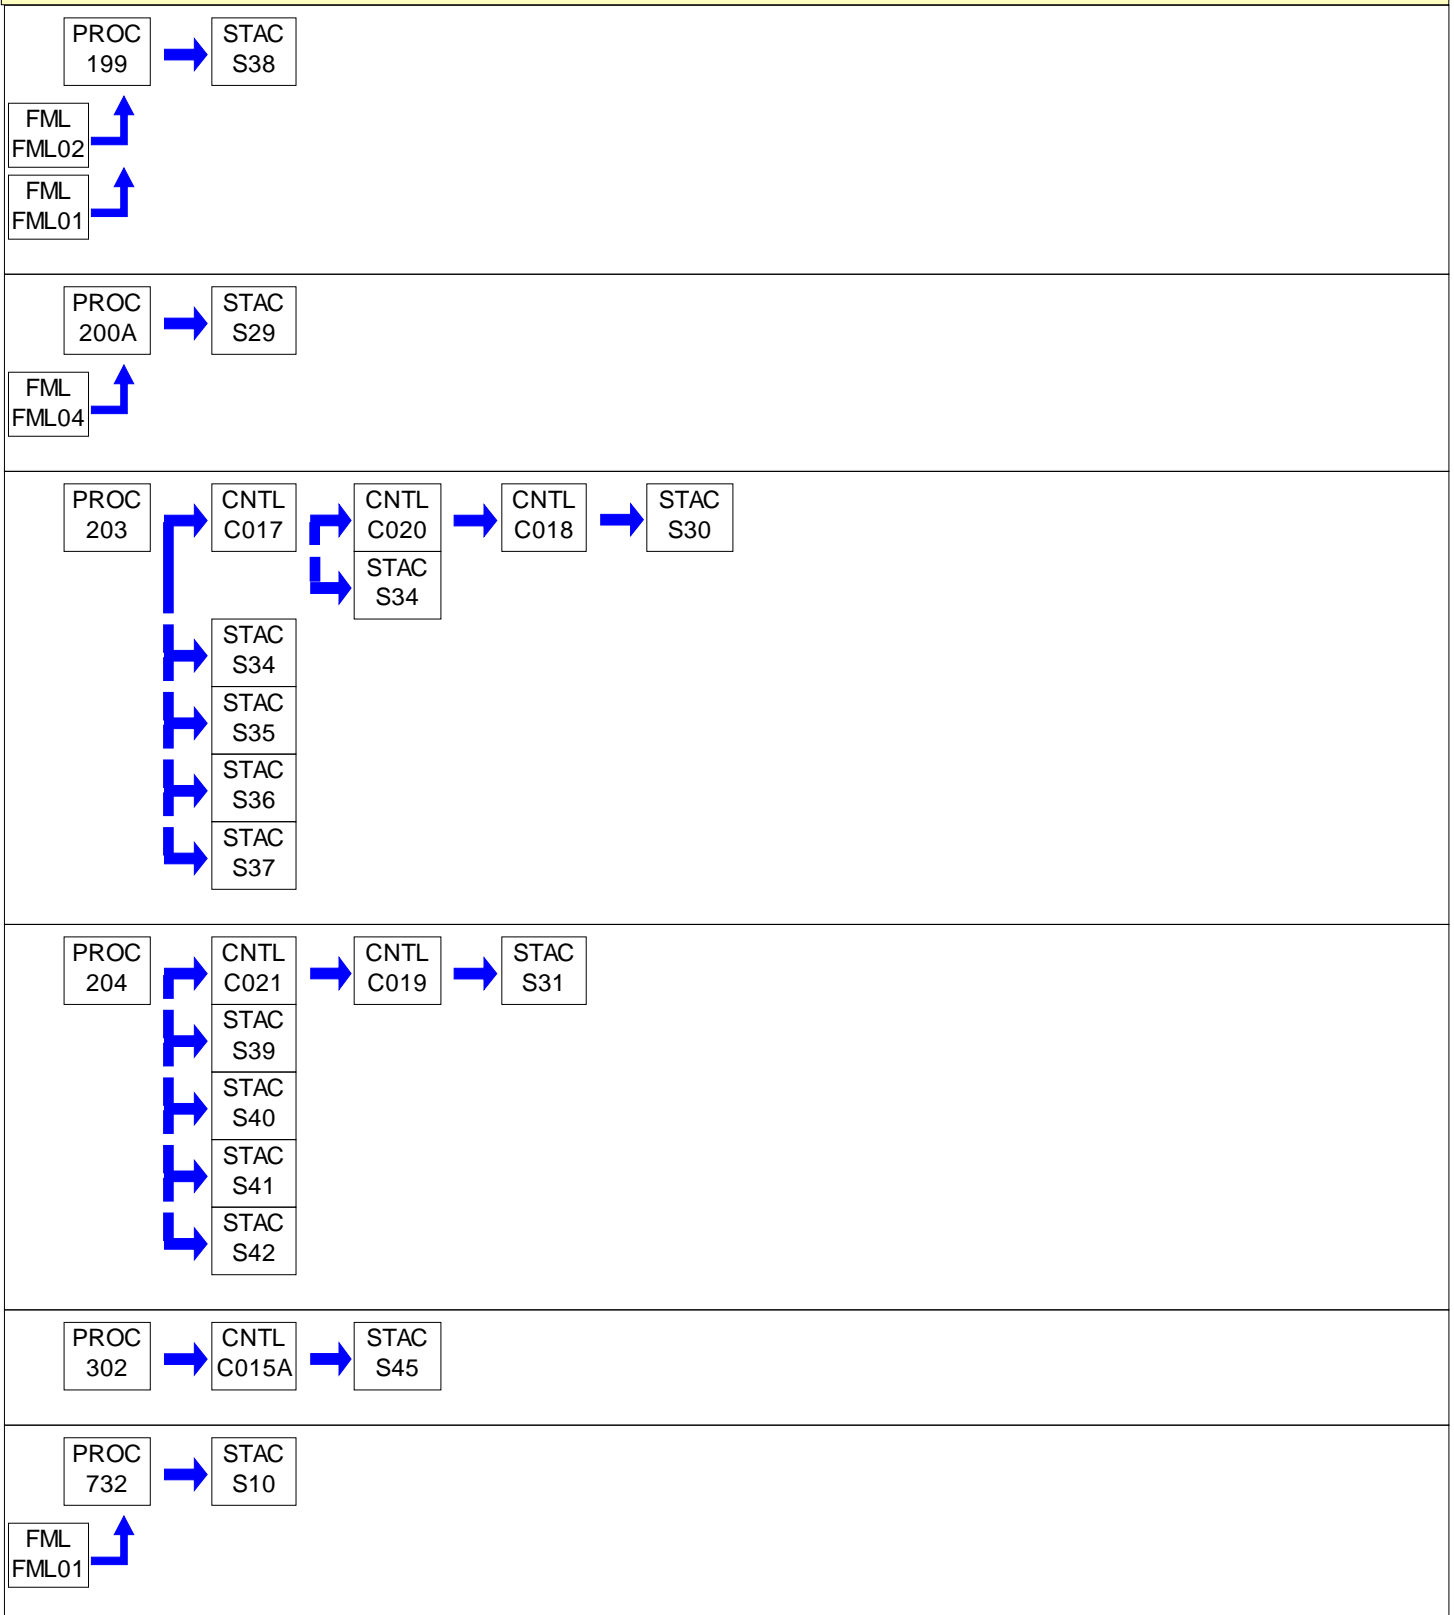 PROC
199
STAC
S38
FML
FML02
FML
FML01
PROC
200A
STAC
S29
FML
FML04
PROC
203
CNTL
C017
CNTL
C020
CNTL
C018
STAC
S30
STAC
S34
STAC
S34
STAC
S35
STAC
S36
STAC
S37
PROC
204
CNTL
C021
CNTL
C019
STAC
S31
STAC
S39
STAC
S40
STAC
S41
STAC
S42
PROC
302
CNTL
C015A
STAC
S45
PROC
732
STAC
S10
FML
FML01